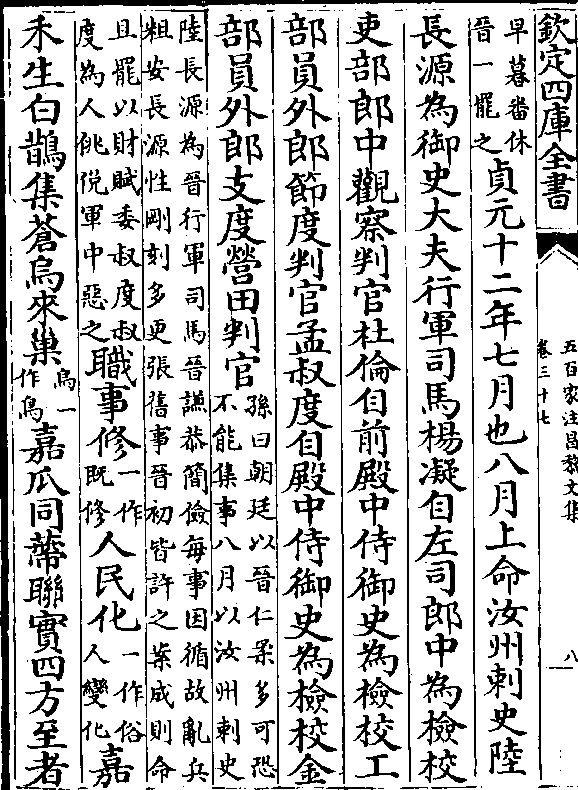 欽定四庫全書
五百家注昌黎文集
卷三十七
八
早暮番休
晉一罷之
貞元十二年七月也八月上命汝州刺史陸
長源為御史大夫行軍司馬楊凝自左司郎中為檢校
吏部郎中觀察判官杜倫自前殿中侍御史為檢校工
部員外郎節度判官孟叔度自殿中侍御史為檢校金
部員外郎支度營田判官
孫曰朝廷以晉仁柔多可恐
不能集事八月以汝州刺史
陸長源為晉行軍司馬晉謙恭簡儉每事因循故亂兵
粗安長源性剛刻多更張舊事晉初皆許之案成則命
且罷以財賦委叔度叔
度為人佻侻軍中惡之
職事修
一作
既修
人民化
一作俗
人變化
嘉
禾生白鵲集蒼烏來巢
烏一
作烏
嘉瓜同蔕聯實四方至者